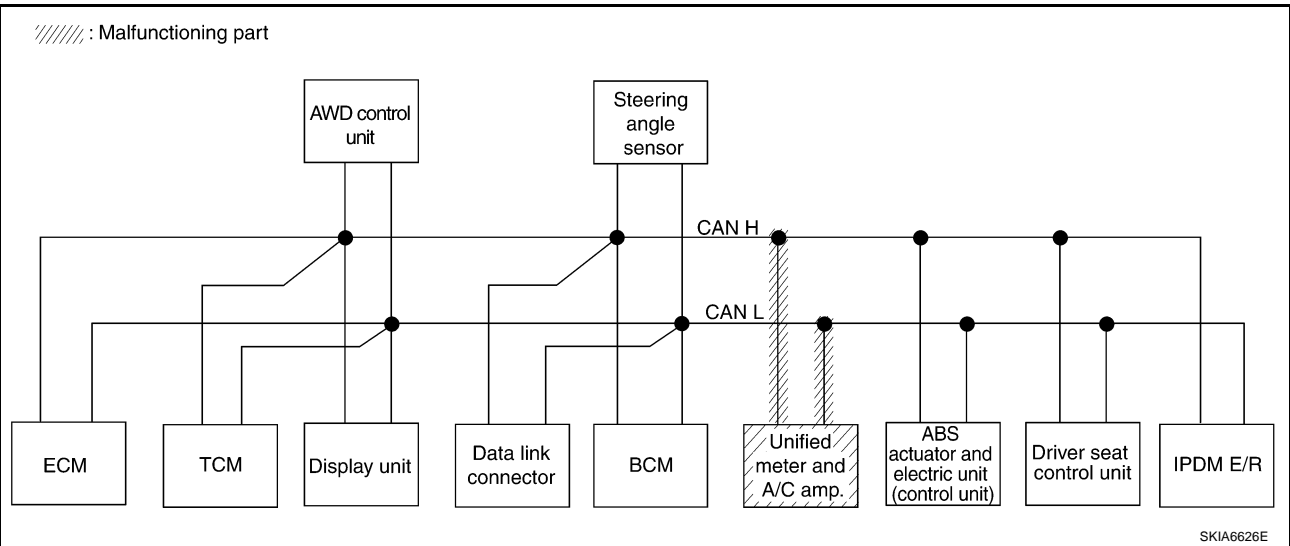 : Malfunctioning part
AWD control
unit
Steering
angle
sensor
CAN H
CAN L
ECM
TCM
Display unit
Data link
connector
BCM
Unified
meter and
A/C amp.
ABS
actuator and
electric unit
(control unit)
Driver seat
control unit
IPDM E/R
SKIA6626E